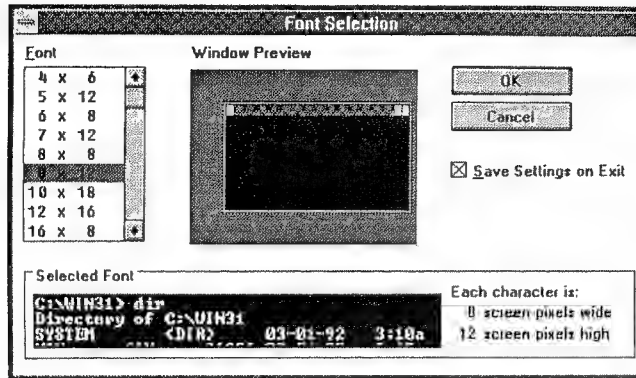 Font Selection
Font
4 x 6
5 x 12
6 x 8
7 x 12
8 x 8
8 x 12
10 x 18
12 x 16
16 x 8
Window Preview
OK
Cancel
Save Settings on Exit
Selected Font
C:\WIN31> dir
Directory of C:\WIN31
SYSTEM <DIR> 03-01-92 3:10a
Each character is:
8 screen pixels wide
12 screen pixels high